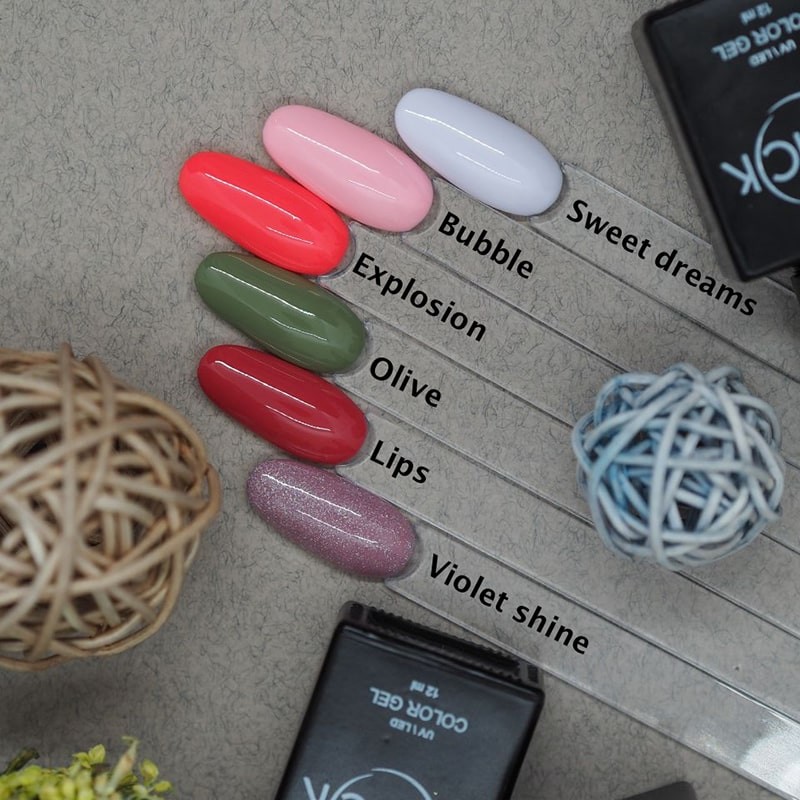 Sweet dreams
Bubble
Explosion
Olive
Lips
Violet shine
12 ml
COLOR GEL
UV \ LED
UV \ LED
COLOR GEL
12 ml